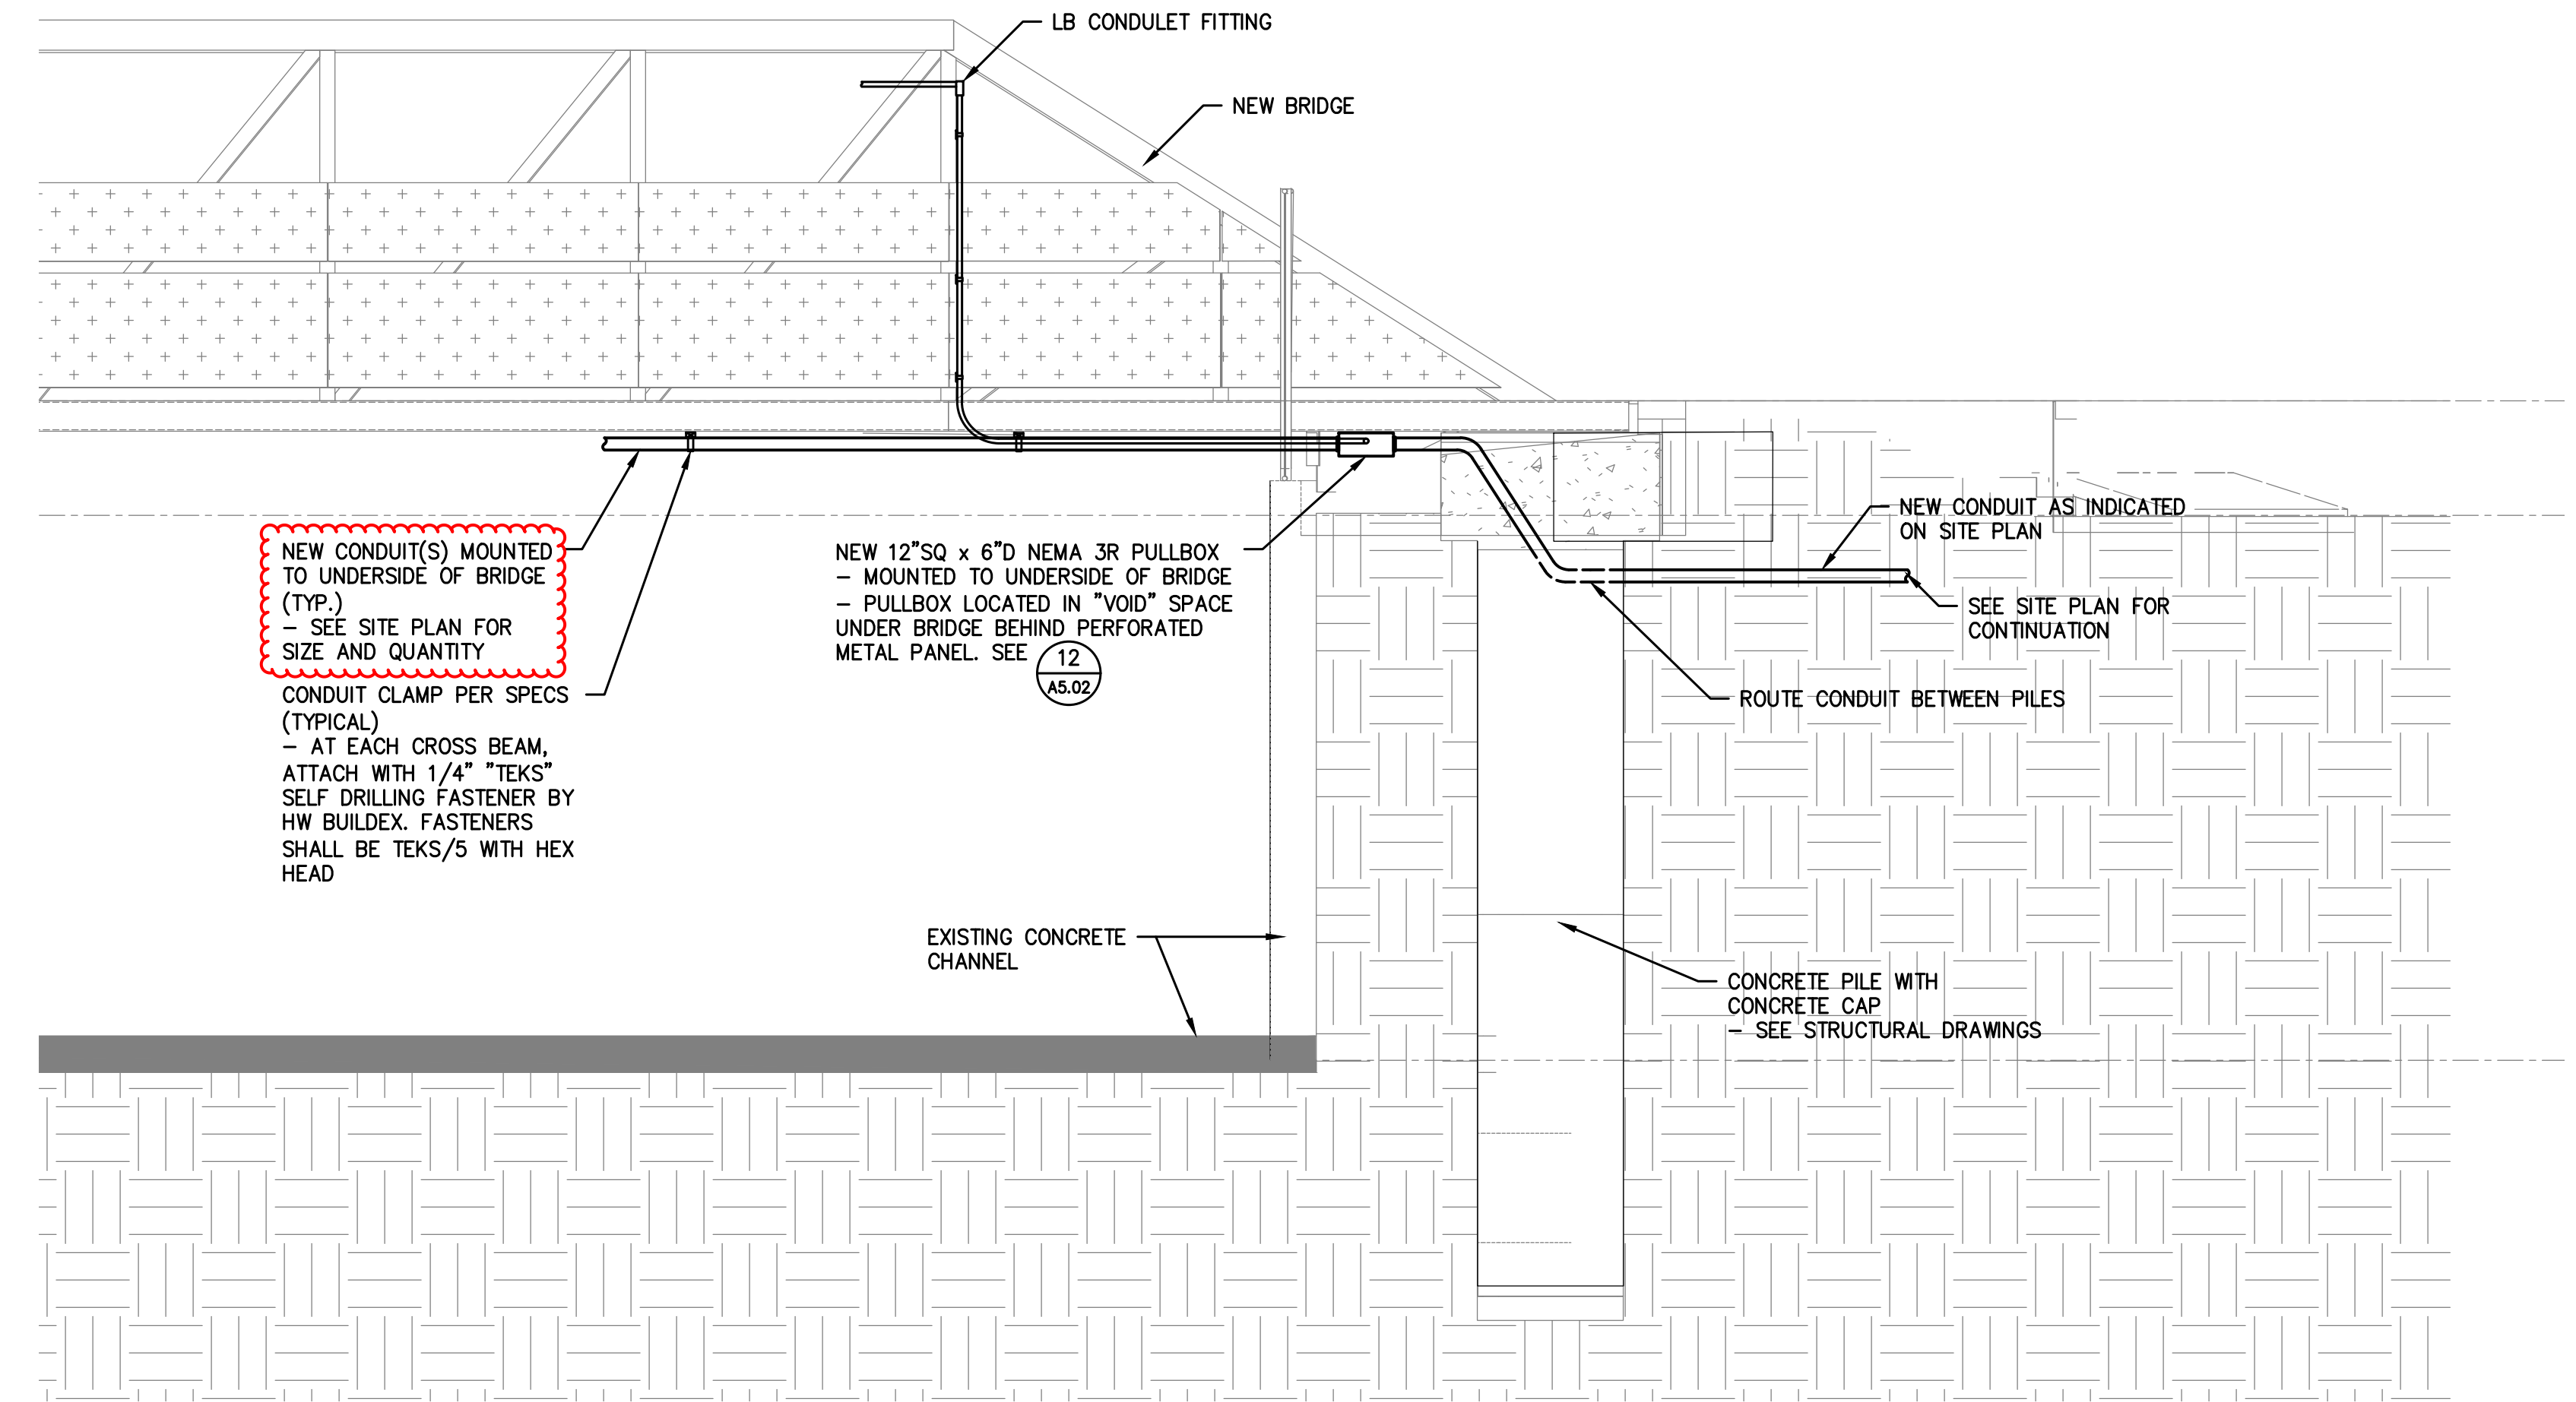 LB CONDULET FITTING
NEW BRIDGE
NEW CONDUIT(S) MOUNTED
TO UNDERSIDE OF BRIDGE
(TYP.)
– SEE SITE PLAN FOR
SIZE AND QUANTITY
CONDUIT CLAMP PER SPECS
(TYPICAL)
– AT EACH CROSS BEAM,
ATTACH WITH 1/4" "TEKS"
SELF DRILLING FASTENER BY
HW BUILDEX. FASTENERS
SHALL BE TEKS/5 WITH HEX
HEAD
NEW 12"SQ x 6"D NEMA 3R PULLBOX
– MOUNTED TO UNDERSIDE OF BRIDGE
– PULLBOX LOCATED IN "VOID" SPACE
UNDER BRIDGE BEHIND PERFORATED
METAL PANEL. SEE
12
A5.02
NEW CONDUIT AS INDICATED
ON SITE PLAN
SEE SITE PLAN FOR
CONTINUATION
ROUTE CONDUIT BETWEEN PILES
EXISTING CONCRETE
CHANNEL
CONCRETE PILE WITH
CONCRETE CAP
– SEE STRUCTURAL DRAWINGS